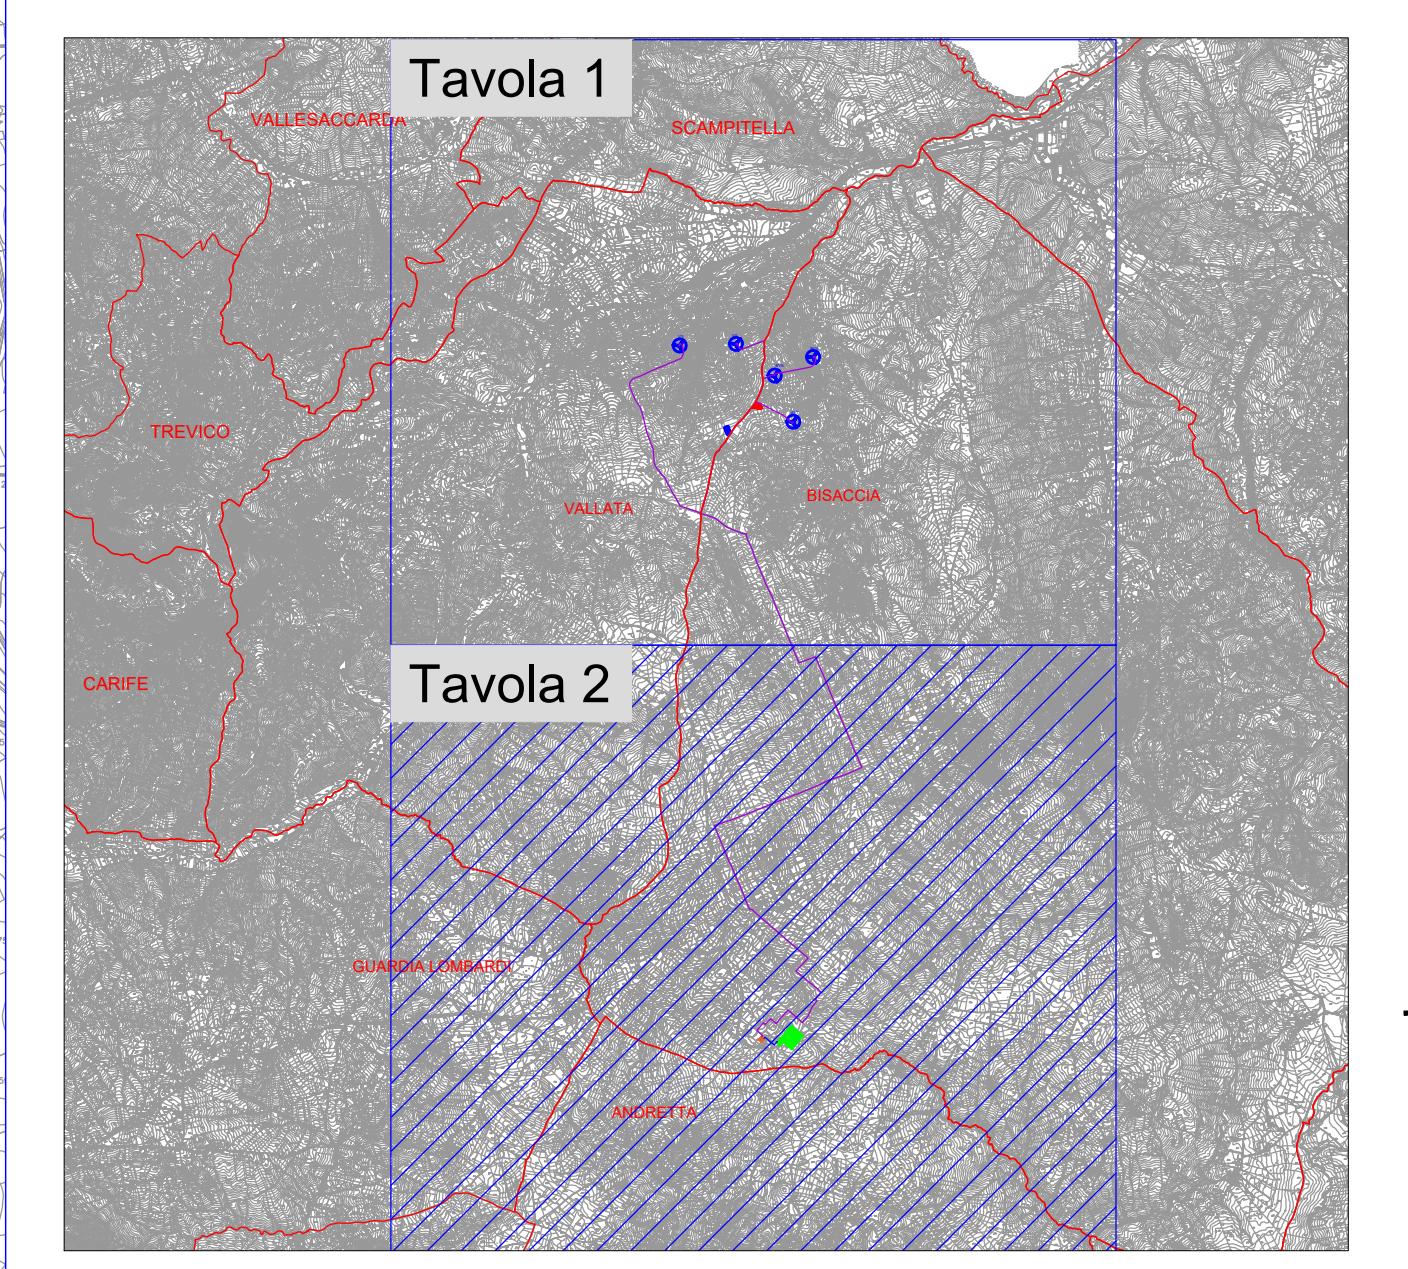 Tavola 1
VALLESACCARDA
SCAMPITELLA
TREVICO
VALLATA
BISACCIA
Tavola 2
CARIFE
GUARDIA LOMBARDI
ANDRETTA